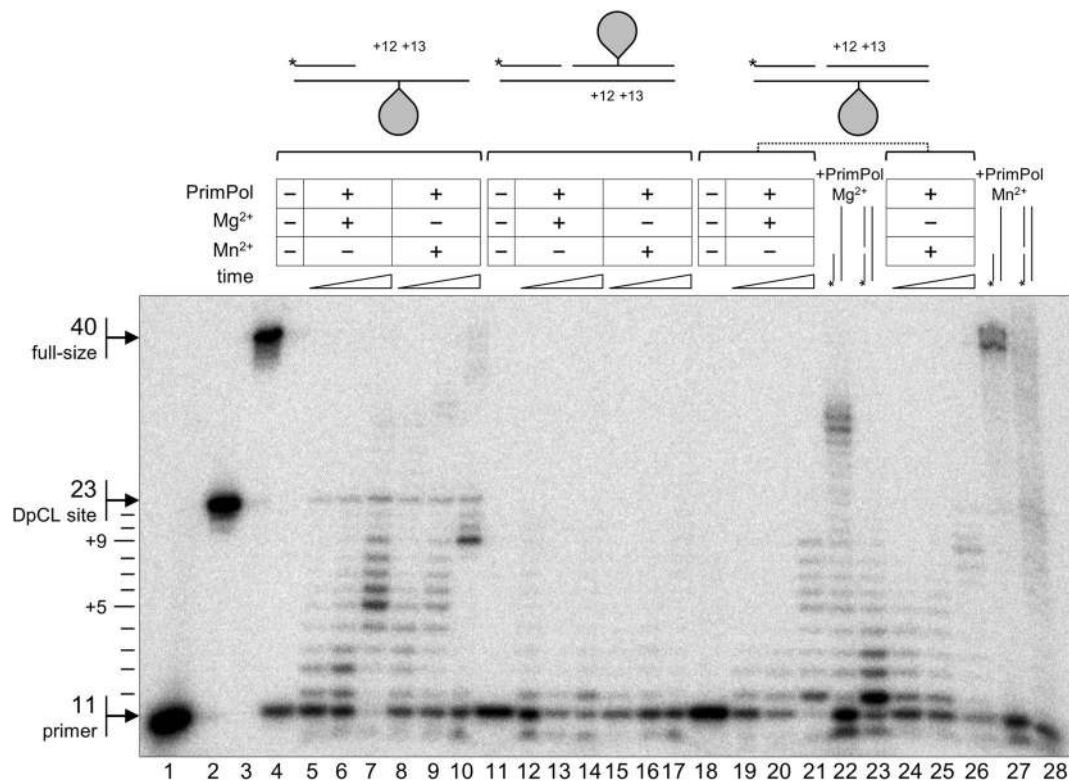 +12 +13
+12 +13
+12 +13
PrimPol − + + − + + − + +PrimPol + +PrimPol
Mg²⁺ − + − − + − − + Mg²⁺ − Mn²⁺
Mn²⁺ − − + − − + − − +
time
* * * * * * *
40
full-size
23
DpCL site
+9
+5
11
primer
1 2 3 4 5 6 7 8 9 10 11 12 13 14 15 16 17 18 19 20 21 22 23 24 25 26 27 28